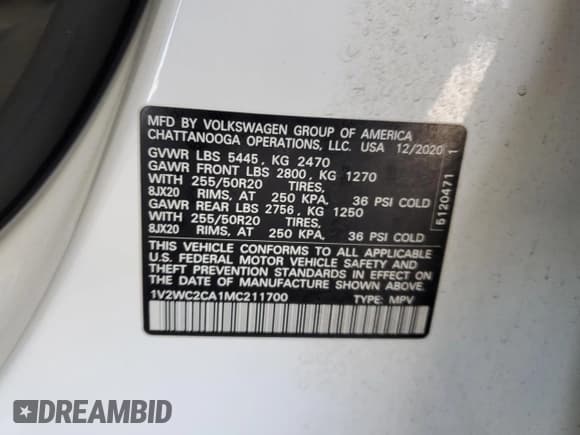 MFD BY VOLKSWAGEN GROUP OF AMERICA
CHATTANOOGA OPERATIONS, LLC. USA 12/2020
GVWR LBS 5445, KG 2470
GAWR FRONT LBS 2800, KG 1270
WITH 255/50R20 TIRES,
8JX20 RIMS, AT 250 KPA, 36 PSI COLD
GAWR REAR LBS 2756, KG 1250
WITH 255/50R20 TIRES,
8JX20 RIMS, AT 250 KPA, 36 PSI COLD
THIS VEHICLE CONFORMS TO ALL APPLICABLE
U.S. FEDERAL MOTOR VEHICLE SAFETY AND
THEFT PREVENTION STANDARDS IN EFFECT ON
THE DATE OF MANUFACTURE SHOWN ABOVE.
1V2WC2CA1MC211700 TYPE: MPV
5120471 1
DREAMBID